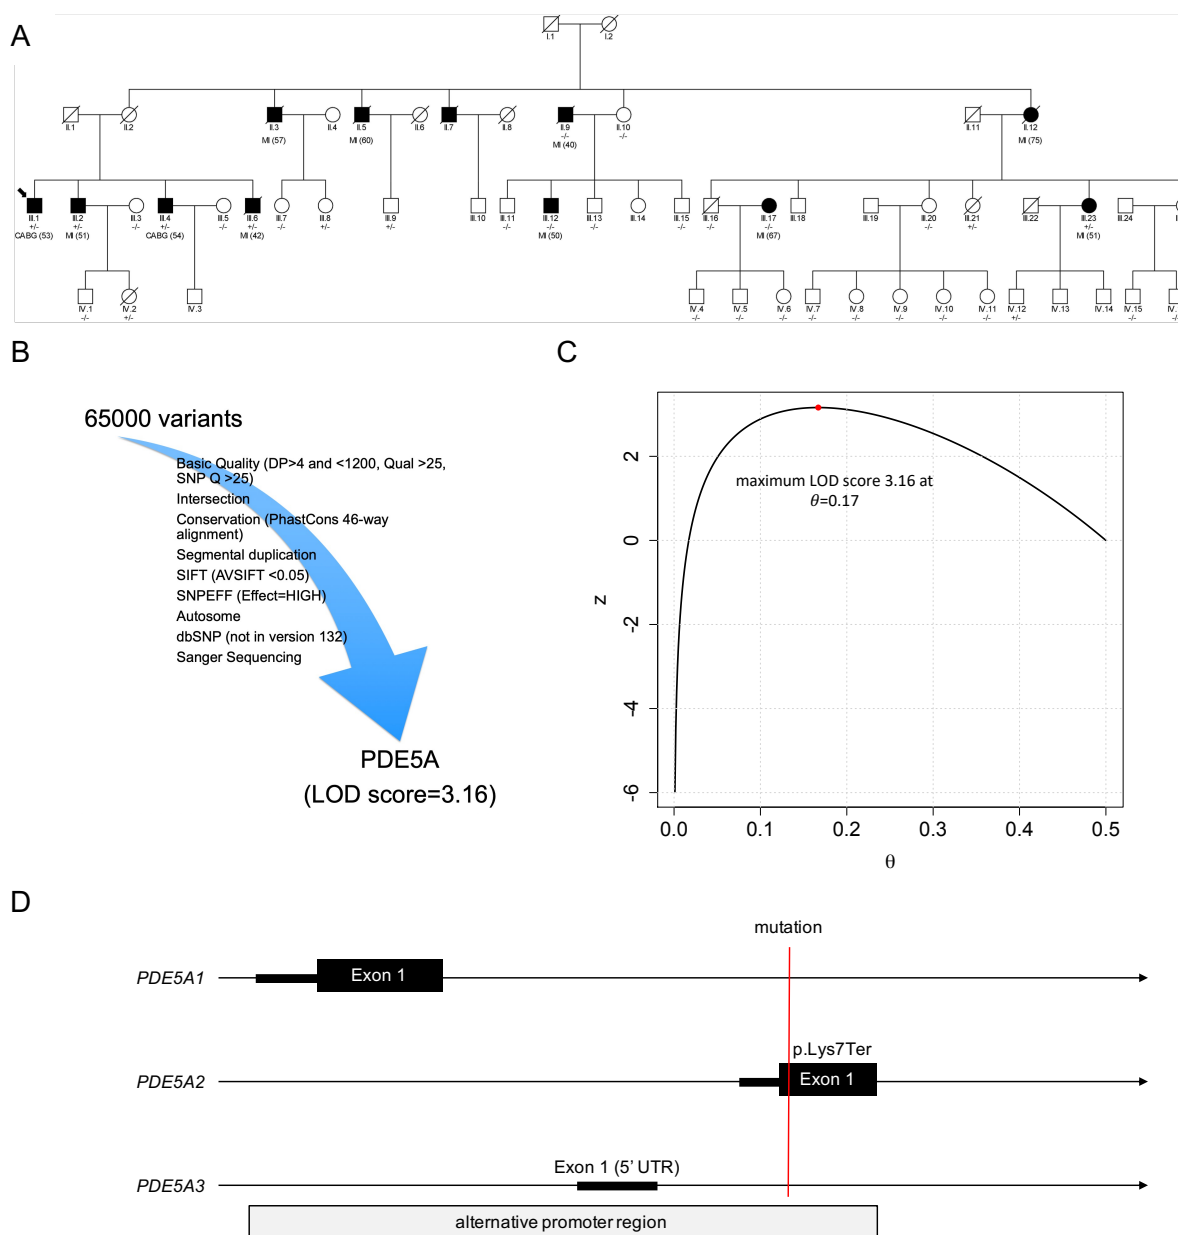 A
I.1 I.2
II.1 II.2 II.3 II.4 II.5 II.6 II.7 II.8 II.9 II.10 II.11 II.12
-/- -/-
MI (57) MI (60) MI (40) MI (75)
III.1 III.2 III.3 III.4 III.5 III.6 III.7 III.8 III.9 III.10 III.11 III.12 III.13 III.14 III.15 III.16 III.17 III.18 III.19 III.20 III.21 III.22 III.23 III.24
+/- +/- -/- +/- -/- +/- -/- +/- +/- -/- -/- -/- -/- -/- -/- -/- +/- +/-
CABG (53) MI (51) CABG (54) MI (42) MI (50) MI (67) MI (51)
IV.1 IV.2 IV.3 IV.4 IV.5 IV.6 IV.7 IV.8 IV.9 IV.10 IV.11 IV.12 IV.13 IV.14 IV.15
-/- +/- -/- -/- -/- -/- -/- -/- -/- -/- +/- -/- -/-
B
65000 variants
Basic Quality (DP>4 and <1200, Qual >25,
SNP Q >25)
Intersection
Conservation (PhastCons 46-way
alignment)
Segmental duplication
SIFT (AVSIFT <0.05)
SNPEFF (Effect=HIGH)
Autosome
dbSNP (not in version 132)
Sanger Sequencing
PDE5A
(LOD score=3.16)
C
maximum LOD score 3.16 at
θ=0.17
z
2
0
-2
-4
-6
0.0 0.1 0.2 0.3 0.4 0.5
θ
D
mutation
PDE5A1
Exon 1
p.Lys7Ter
PDE5A2
Exon 1
Exon 1 (5' UTR)
PDE5A3
alternative promoter region